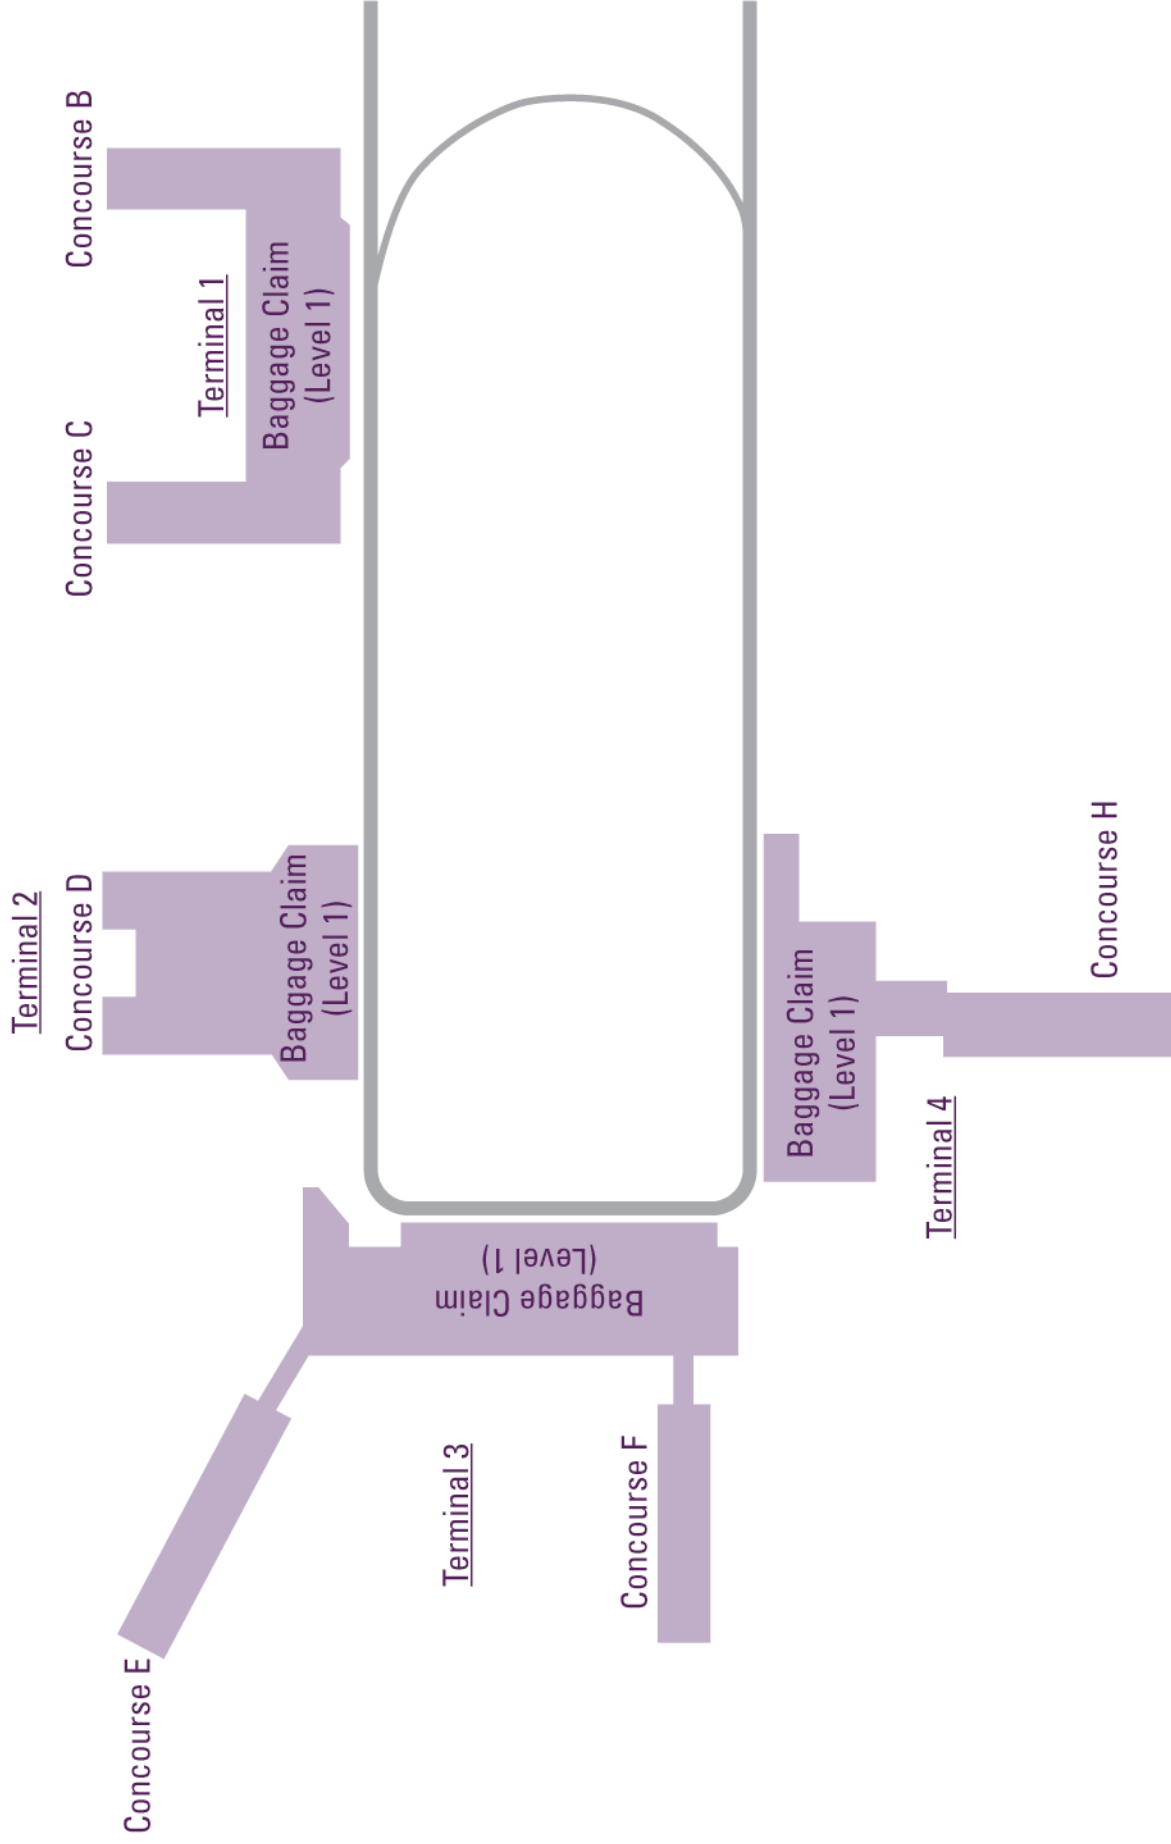 Concourse B
Terminal 1
Baggage Claim
(Level 1)
Concourse C
Terminal 2
Concourse D
Baggage Claim
(Level 1)
Baggage Claim
(Level 1)
Terminal 3
Concourse E
Concourse F
Baggage Claim
(Level 1)
Terminal 4
Concourse H